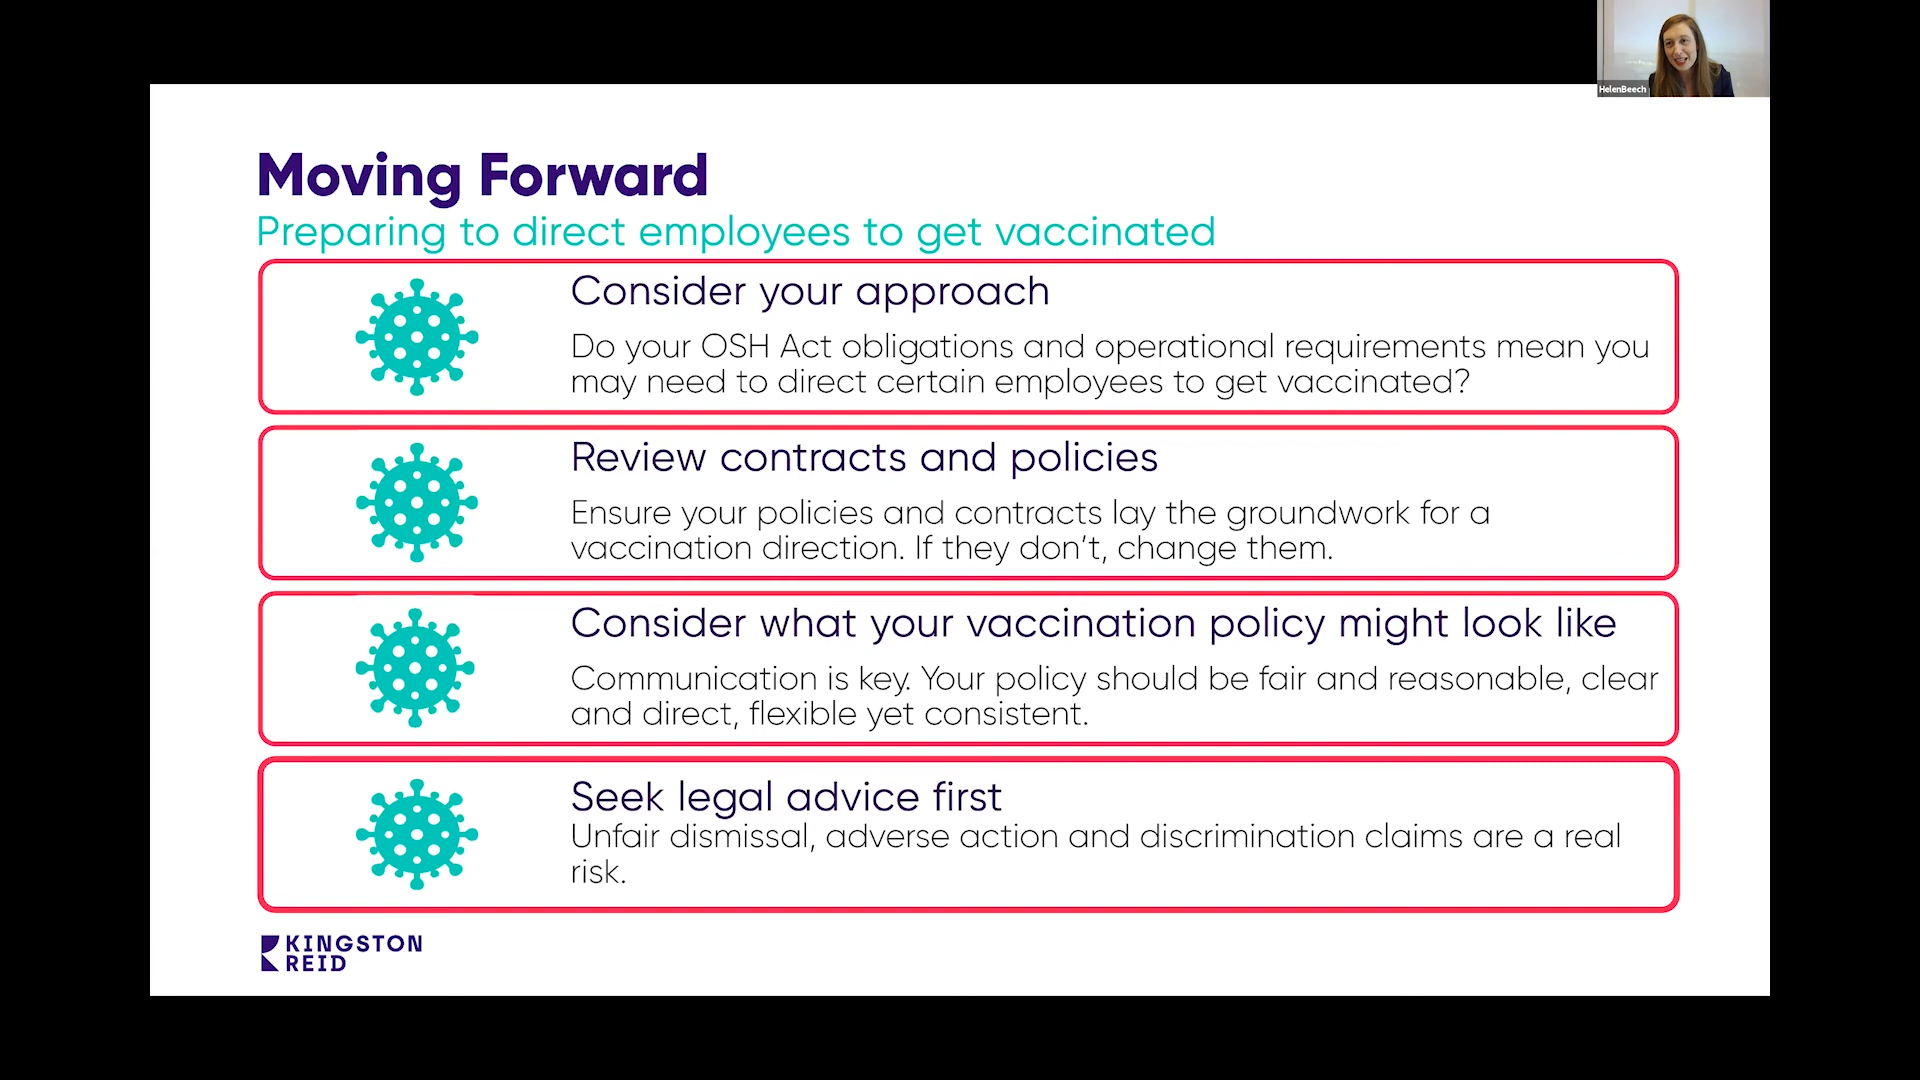 HelenBeech
Moving Forward
Preparing to direct employees to get vaccinated
Consider your approach
Do your OSH Act obligations and operational requirements mean you
may need to direct certain employees to get vaccinated?
Review contracts and policies
Ensure your policies and contracts lay the groundwork for a
vaccination direction. If they don't, change them.
Consider what your vaccination policy might look like
Communication is key. Your policy should be fair and reasonable, clear
and direct, flexible yet consistent.
Seek legal advice first
Unfair dismissal, adverse action and discrimination claims are a real
risk.
KINGSTON
REID